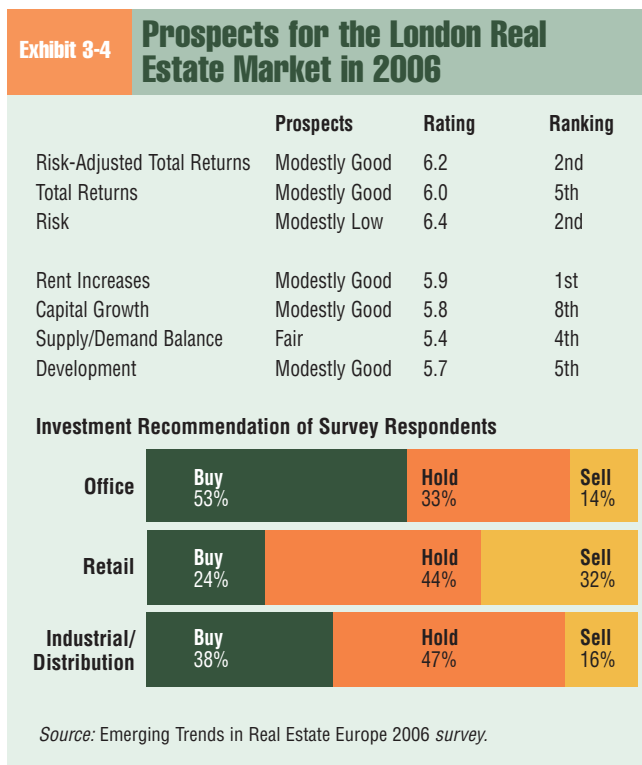 Exhibit 3-4
Prospects for the London Real
Estate Market in 2006
Prospects Rating Ranking
Risk-Adjusted Total Returns Modestly Good 6.2 2nd
Total Returns Modestly Good 6.0 5th
Risk Modestly Low 6.4 2nd
Rent Increases Modestly Good 5.9 1st
Capital Growth Modestly Good 5.8 8th
Supply/Demand Balance Fair 5.4 4th
Development Modestly Good 5.7 5th
Investment Recommendation of Survey Respondents
Office
Buy Hold Sell
53% 33% 14%
Retail
Buy Hold Sell
24% 44% 32%
Industrial/
Distribution
Buy Hold Sell
38% 47% 16%
Source: Emerging Trends in Real Estate Europe 2006 survey.